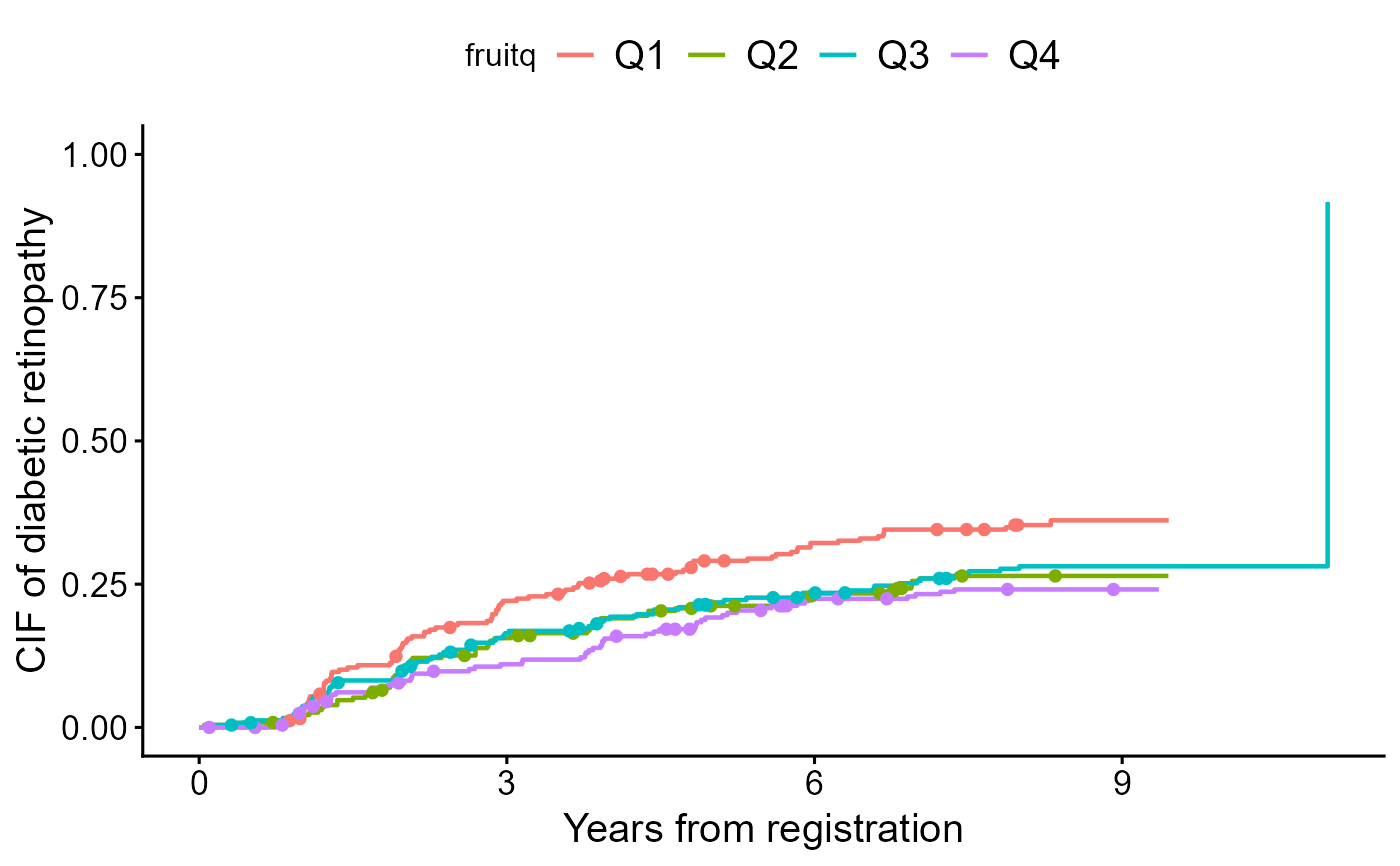 fruitq Q1 Q2 Q3 Q4
CIF of diabetic retinopathy
1.00
0.75
0.50
0.25
0.00
0 3 6 9
Years from registration